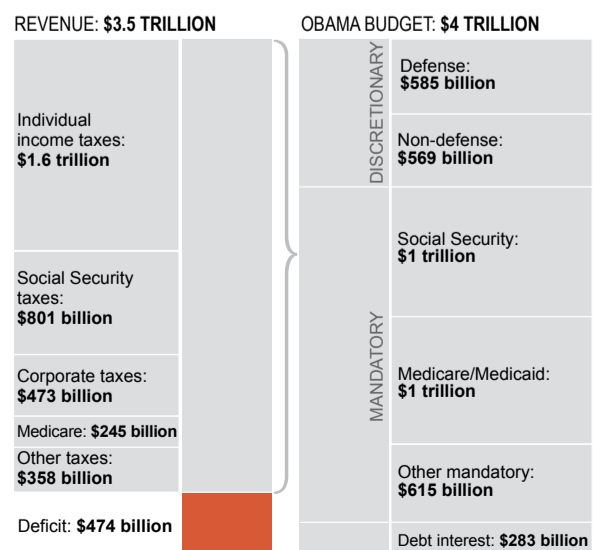 REVENUE: $3.5 TRILLION
Individual
income taxes:
$1.6 trillion
Social Security
taxes:
$801 billion
Corporate taxes:
$473 billion
Medicare: $245 billion
Other taxes:
$358 billion
Deficit: $474 billion
OBAMA BUDGET: $4 TRILLION
DISCRETIONARY
Defense:
$585 billion
Non-defense:
$569 billion
MANDATORY
Social Security:
$1 trillion
Medicare/Medicaid:
$1 trillion
Other mandatory:
$615 billion
Debt interest: $283 billion